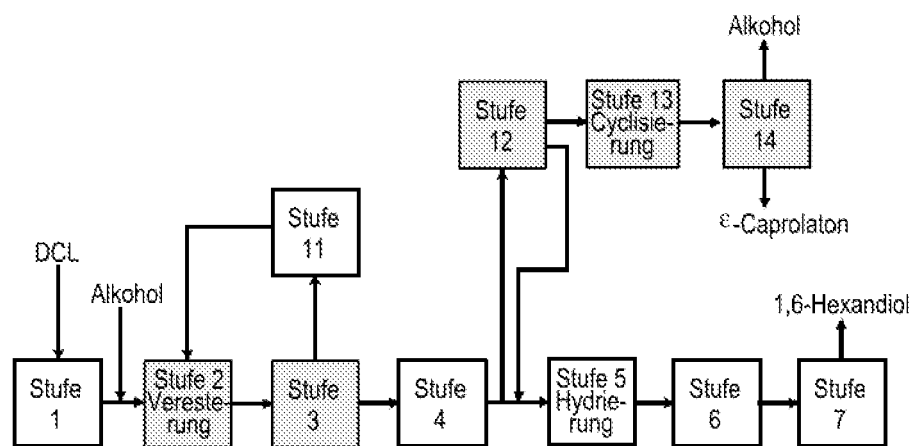 Alkohol
Stufe
12
Stufe 13
Cyclisie-
rung
Stufe
14
ε-Caprolaton
Stufe
11
DCL
Alkohol
1,6-Hexandiol
Stufe
1
Stufe 2
Vereste-
rung
Stufe
3
Stufe
4
Stufe 5
Hydrie-
rung
Stufe
6
Stufe
7